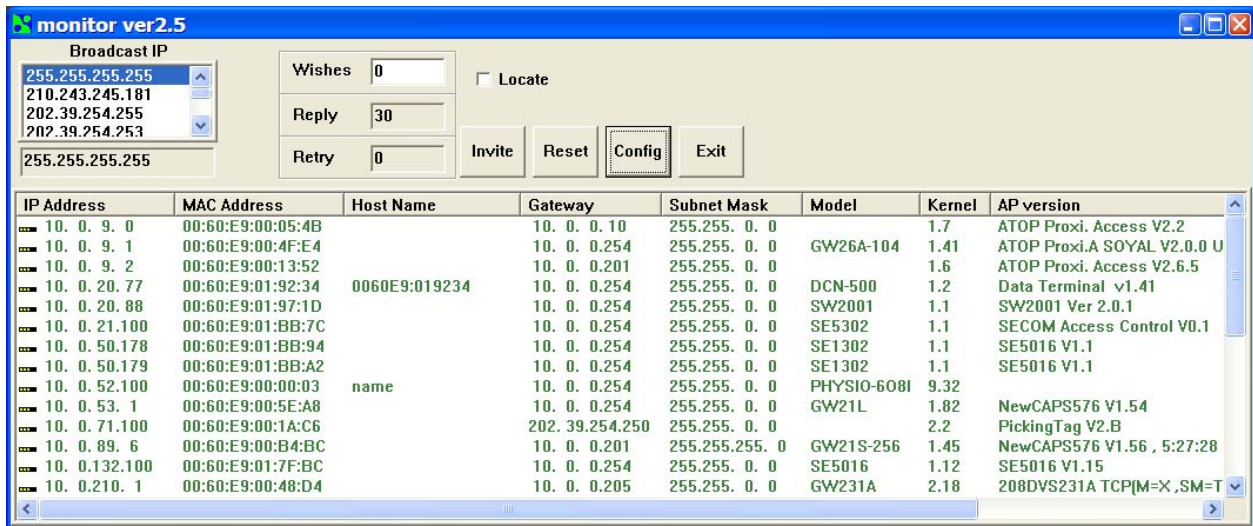 monitor ver2.5
Broadcast IP
255.255.255.255
210.243.245.181
202.39.254.255
202.39.254.253
255.255.255.255
Wishes 0
Reply 30
Retry 0
Locate
Invite Reset Config Exit
IP Address MAC Address Host Name Gateway Subnet Mask Model Kernel AP version
10. 0. 9. 0 00:60:E9:00:05:4B 10. 0. 0. 10 255.255. 0. 0 1.7 ATOP Proxi. Access V2.2
10. 0. 9. 1 00:60:E9:00:4F:E4 10. 0. 0.254 255.255. 0. 0 GW26A-104 1.41 ATOP Proxi.A SOYAL V2.0.0 U
10. 0. 9. 2 00:60:E9:00:13:52 10. 0. 0.201 255.255. 0. 0 1.6 ATOP Proxi. Access V2.6.5
10. 0. 20. 77 00:60:E9:01:92:34 0060E9:019234 10. 0. 0.254 255.255. 0. 0 DCN-500 1.2 Data Terminal v1.41
10. 0. 20. 88 00:60:E9:01:97:1D 10. 0. 0.254 255.255. 0. 0 SW2001 1.1 SW2001 Ver 2.0.1
10. 0. 21.100 00:60:E9:01:BB:7C 10. 0. 0.254 255.255. 0. 0 SE5302 1.1 SECOM Access Control V0.1
10. 0. 50.178 00:60:E9:01:BB:94 10. 0. 0.254 255.255. 0. 0 SE1302 1.1 SE5016 V1.1
10. 0. 50.179 00:60:E9:01:BB:A2 10. 0. 0.254 255.255. 0. 0 SE1302 1.1 SE5016 V1.1
10. 0. 52.100 00:60:E9:00:00:03 name 10. 0. 0.254 255.255. 0. 0 PHYSIO-608I 9.32
10. 0. 53. 1 00:60:E9:00:5E:A8 10. 0. 0.254 255.255. 0. 0 GW21L 1.82 NewCAPS576 V1.54
10. 0. 71.100 00:60:E9:00:1A:C6 202. 39.254.250 255.255. 0. 0 2.2 PickingTag V2.B
10. 0. 89. 6 00:60:E9:00:B4:BC 10. 0. 0.201 255.255.255. 0 GW21S-256 1.45 NewCAPS576 V1.56 , 5:27:28
10. 0.132.100 00:60:E9:01:7F:BC 10. 0. 0.254 255.255. 0. 0 SE5016 1.12 SE5016 V1.15
10. 0.210. 1 00:60:E9:00:48:D4 10. 0. 0.205 255.255. 0. 0 GW231A 2.18 208DVS231A TCP(M=X ,SM=T